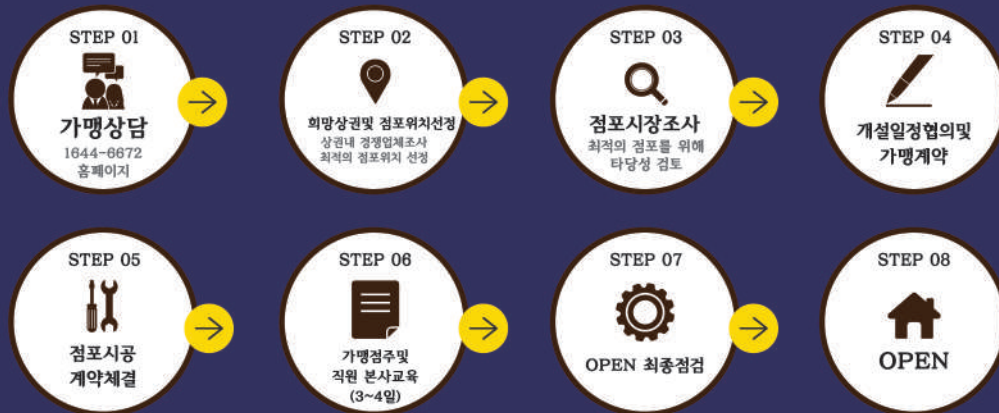 STEP 01
가맹상담
1644-6672
홈페이지
STEP 02
희망상권및 점포위치선정
상권내 경쟁업체조사
최적의 점포위치 선정
STEP 03
점포시장조사
최적의 점포를 위해
타당성 검토
STEP 04
개설일정협의및
가맹계약
STEP 05
점포시공
계약체결
STEP 06
가맹점주및
직원 본사교육
(3~4일)
STEP 07
OPEN 최종점검
STEP 08
OPEN